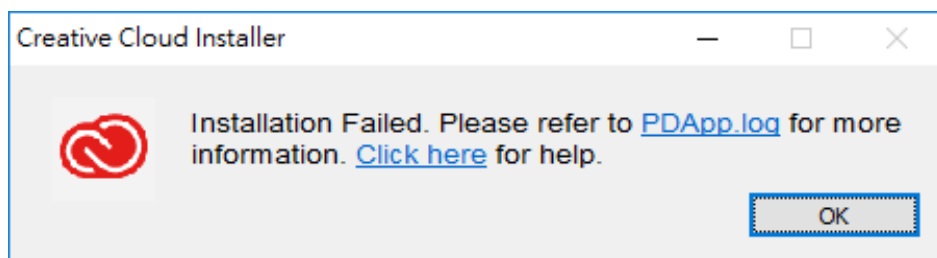 Creative Cloud Installer
Installation Failed. Please refer to PDApp.log for more
information. Click here for help.
OK